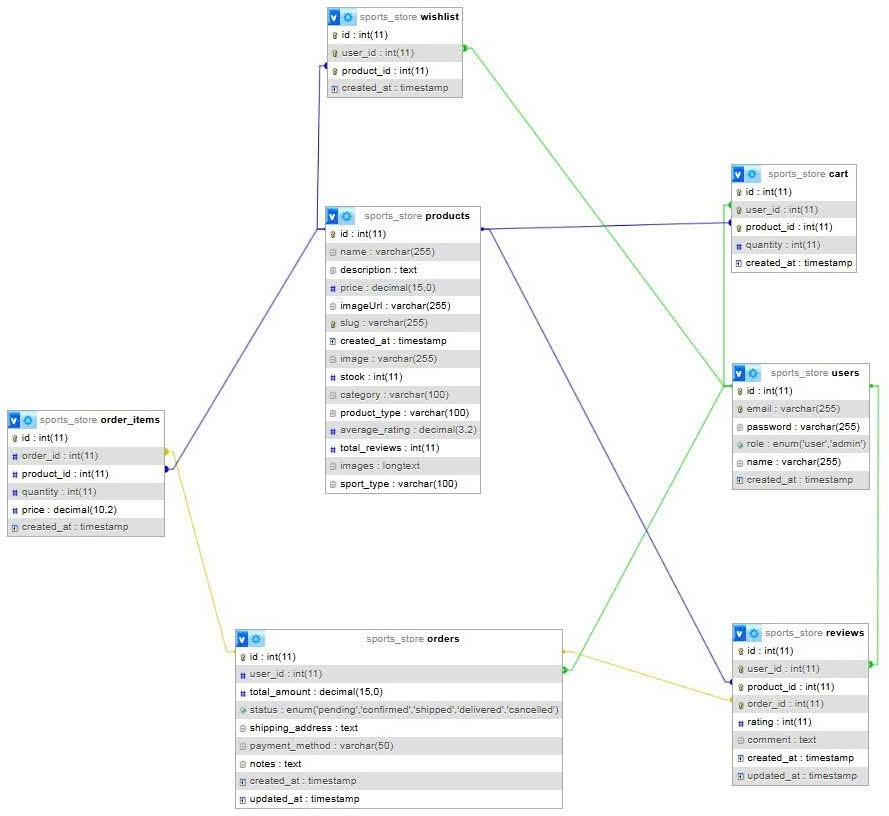 sports_store wishlist
id : int(11)
user_id : int(11)
product_id : int(11)
created_at : timestamp
sports_store cart
id : int(11)
user_id : int(11)
product_id : int(11)
quantity : int(11)
created_at : timestamp
sports_store products
id : int(11)
name : varchar(255)
description : text
price : decimal(15,0)
imageUrl : varchar(255)
slug : varchar(255)
created_at : timestamp
image : varchar(255)
stock : int(11)
category : varchar(100)
product_type : varchar(100)
average_rating : decimal(3,2)
total_reviews : int(11)
images : longtext
sport_type : varchar(100)
sports_store users
id : int(11)
email : varchar(255)
password : varchar(255)
role : enum('user','admin')
name : varchar(255)
created_at : timestamp
sports_store order_items
id : int(11)
order_id : int(11)
product_id : int(11)
quantity : int(11)
price : decimal(10,2)
created_at : timestamp
sports_store orders
id : int(11)
user_id : int(11)
total_amount : decimal(15,0)
status : enum('pending','confirmed','shipped','delivered','cancelled')
shipping_address : text
payment_method : varchar(50)
notes : text
created_at : timestamp
updated_at : timestamp
sports_store reviews
id : int(11)
user_id : int(11)
product_id : int(11)
order_id : int(11)
rating : int(11)
comment : text
created_at : timestamp
updated_at : timestamp